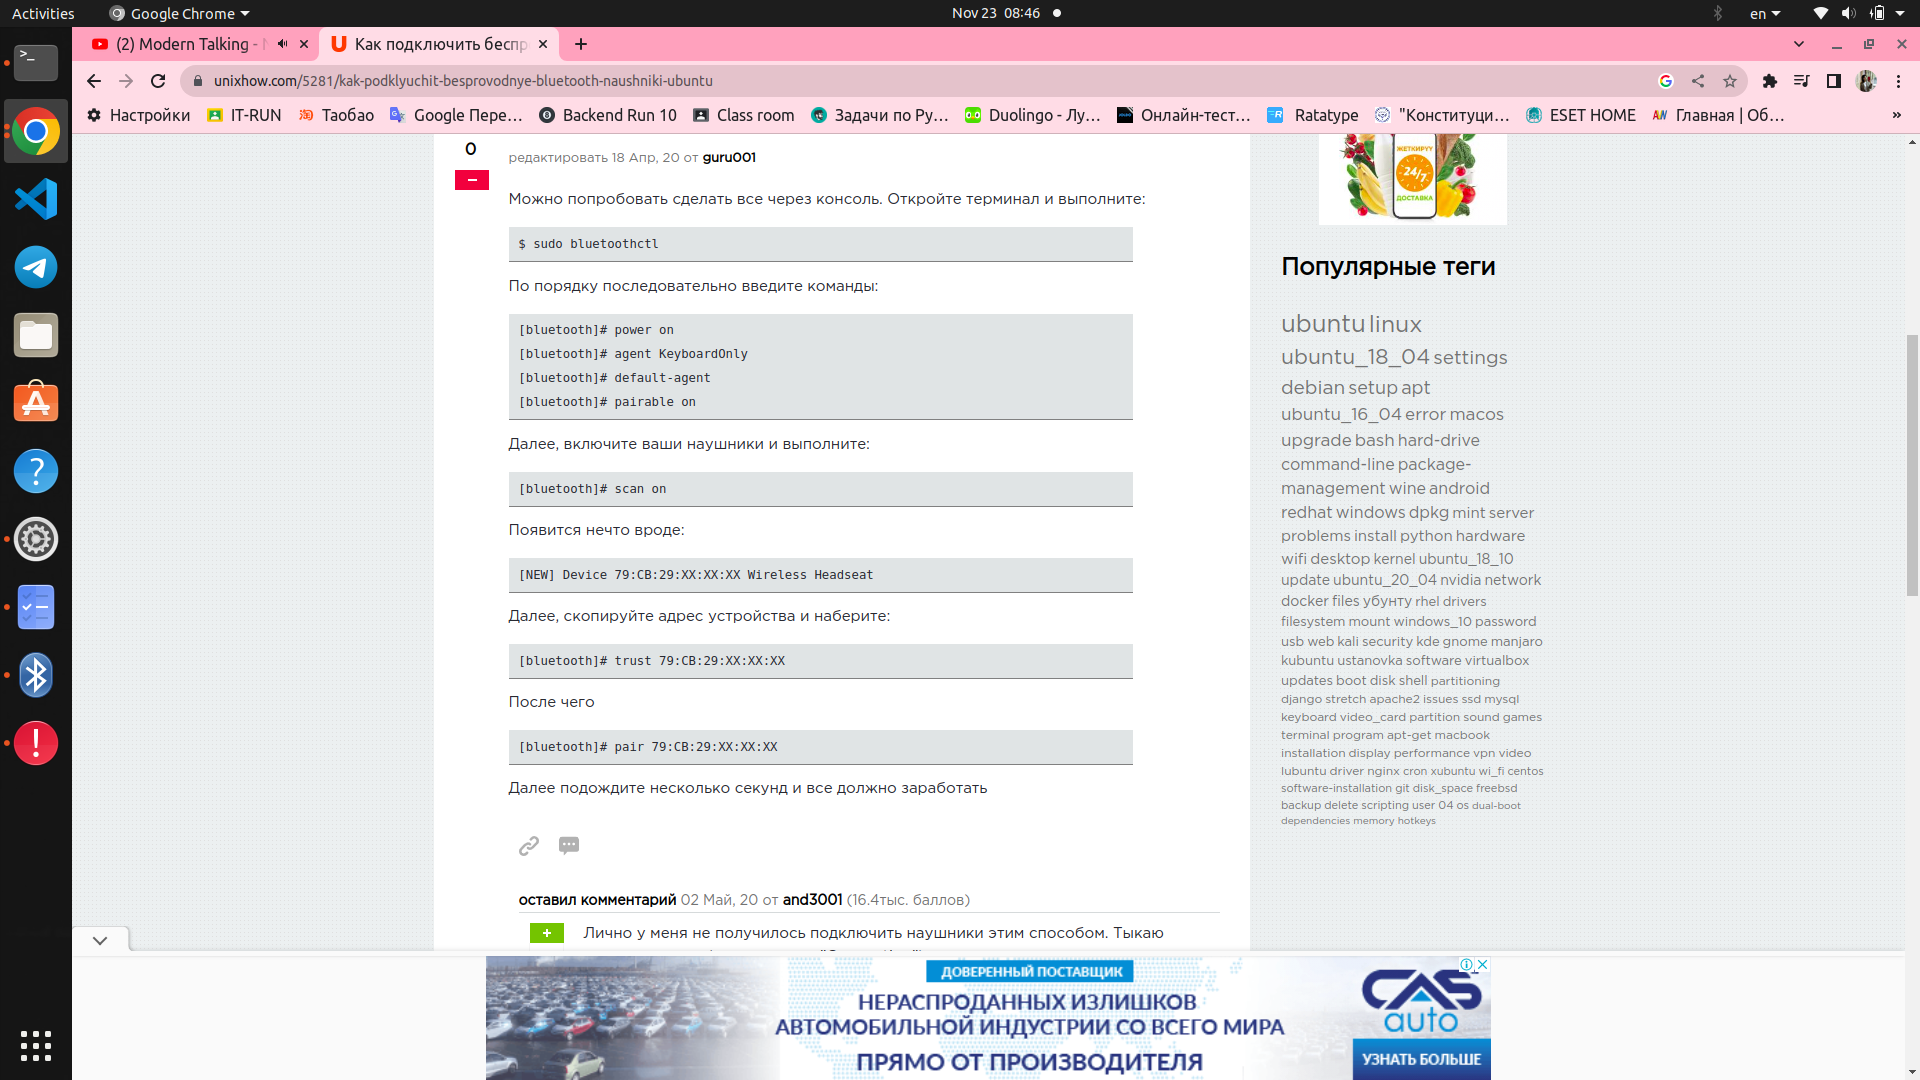 Activities
Google Chrome
Nov 23 08:46
en
(2) Modern Talking -
Как подключить беспр
unixhow.com/5281/kak-podklyuchit-besprovodnye-bluetooth-naushniki-ubuntu
Настройки
IT-RUN
Таобао
Google Пере…
Backend Run 10
Class room
Задачи по Ру…
Duolingo - Лу…
Онлайн-тест…
Ratatype
"Конституци…
ESET HOME
Главная | Об…
»
0
редактировать 18 Апр, 20 от guru001
Можно попробовать сделать все через консоль. Откройте терминал и выполните:
$ sudo bluetoothctl
По порядку последовательно введите команды:
[bluetooth]# power on
[bluetooth]# agent KeyboardOnly
[bluetooth]# default-agent
[bluetooth]# pairable on
Далее, включите ваши наушники и выполните:
[bluetooth]# scan on
Появится нечто вроде:
[NEW] Device 79:CB:29:XX:XX:XX Wireless Headseat
Далее, скопируйте адрес устройства и наберите:
[bluetooth]# trust 79:CB:29:XX:XX:XX
После чего
[bluetooth]# pair 79:CB:29:XX:XX:XX
Далее подождите несколько секунд и все должно заработать
оставил комментарий 02 Май, 20 от and3001 (16.4тыс. баллов)
Лично у меня не получилось подключить наушники этим способом. Тыкаю
ЖЕТКИРҮҮ
24/7
ДОСТАВКА
Популярные теги
ubuntu linux
ubuntu_18_04 settings
debian setup apt
ubuntu_16_04 error macos
upgrade bash hard-drive
command-line package-
management wine android
redhat windows dpkg mint server
problems install python hardware
wifi desktop kernel ubuntu_18_10
update ubuntu_20_04 nvidia network
docker files убунту rhel drivers
filesystem mount windows_10 password
usb web kali security kde gnome manjaro
kubuntu ustanovka software virtualbox
updates boot disk shell partitioning
django stretch apache2 issues ssd mysql
keyboard video_card partition sound games
terminal program apt-get macbook
installation display performance vpn video
lubuntu driver nginx cron xubuntu wi_fi centos
software-installation git disk_space freebsd
backup delete scripting user 04 os dual-boot
dependencies memory hotkeys
ДОВЕРЕННЫЙ ПОСТАВЩИК
НЕРАСПРОДАННЫХ ИЗЛИШКОВ
АВТОМОБИЛЬНОЙ ИНДУСТРИИ СО ВСЕГО МИРА
ПРЯМО ОТ ПРОИЗВОДИТЕЛЯ
CAS
auto
УЗНАТЬ БОЛЬШЕ